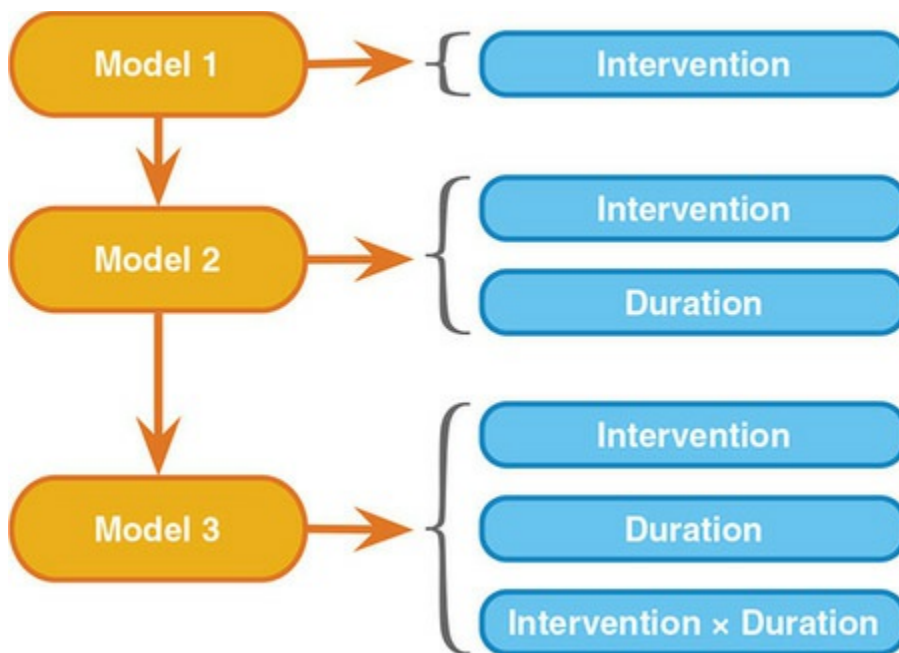 Model 1
Intervention
Model 2
Intervention
Duration
Model 3
Intervention
Duration
Intervention × Duration